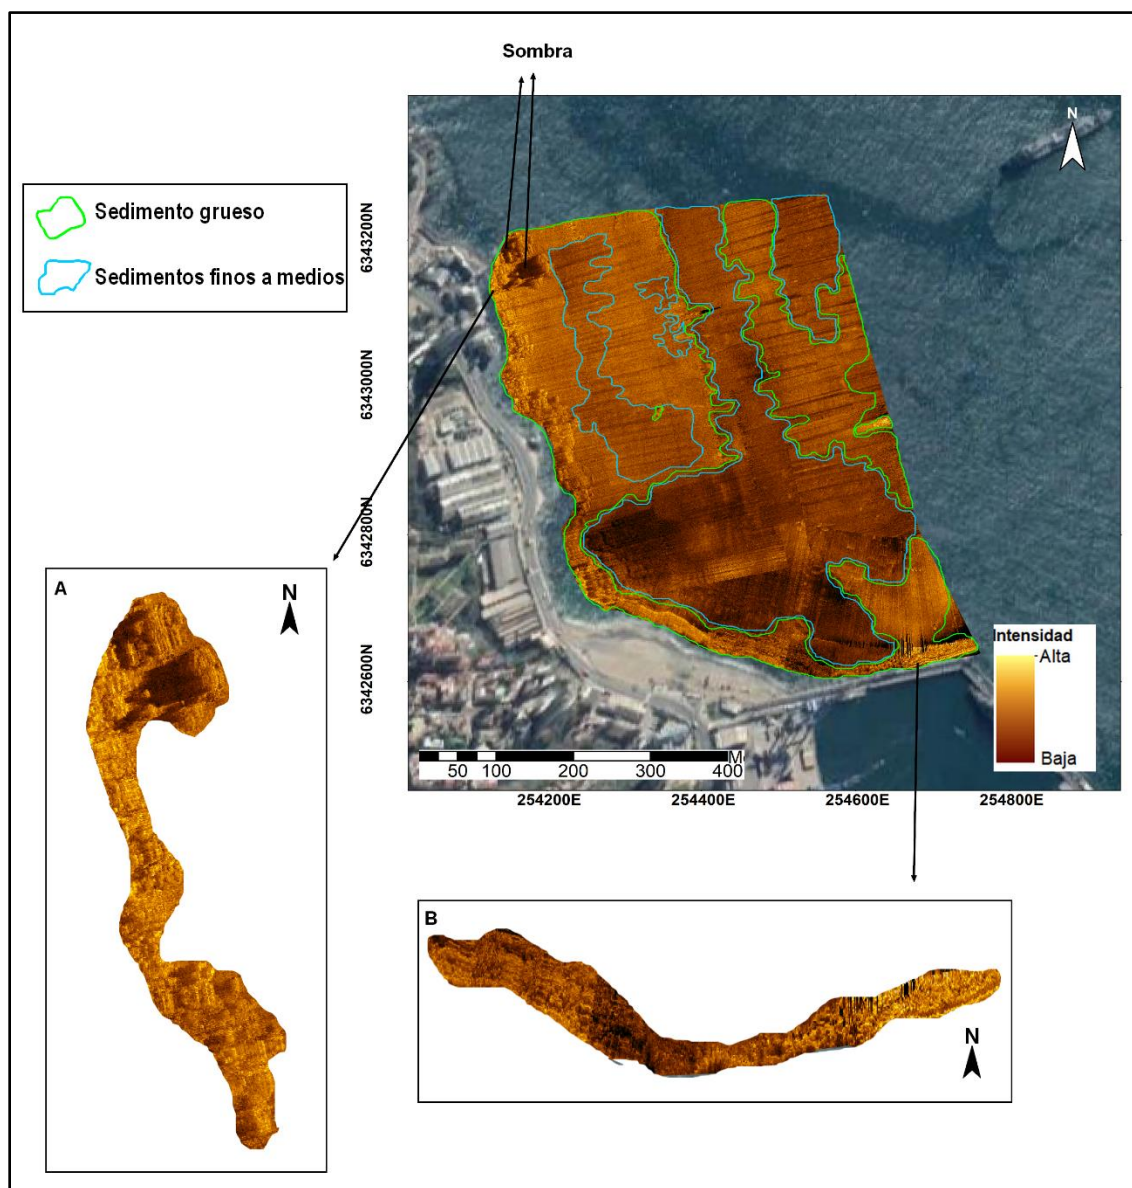 Sombra
N
Sedimento grueso
Sedimentos finos a medios
6343200N
6343000N
6342800N
6342600N
Intensidad
Alta
Baja
M
50 100 200 300 400
254200E 254400E 254600E 254800E
A
N
B
N